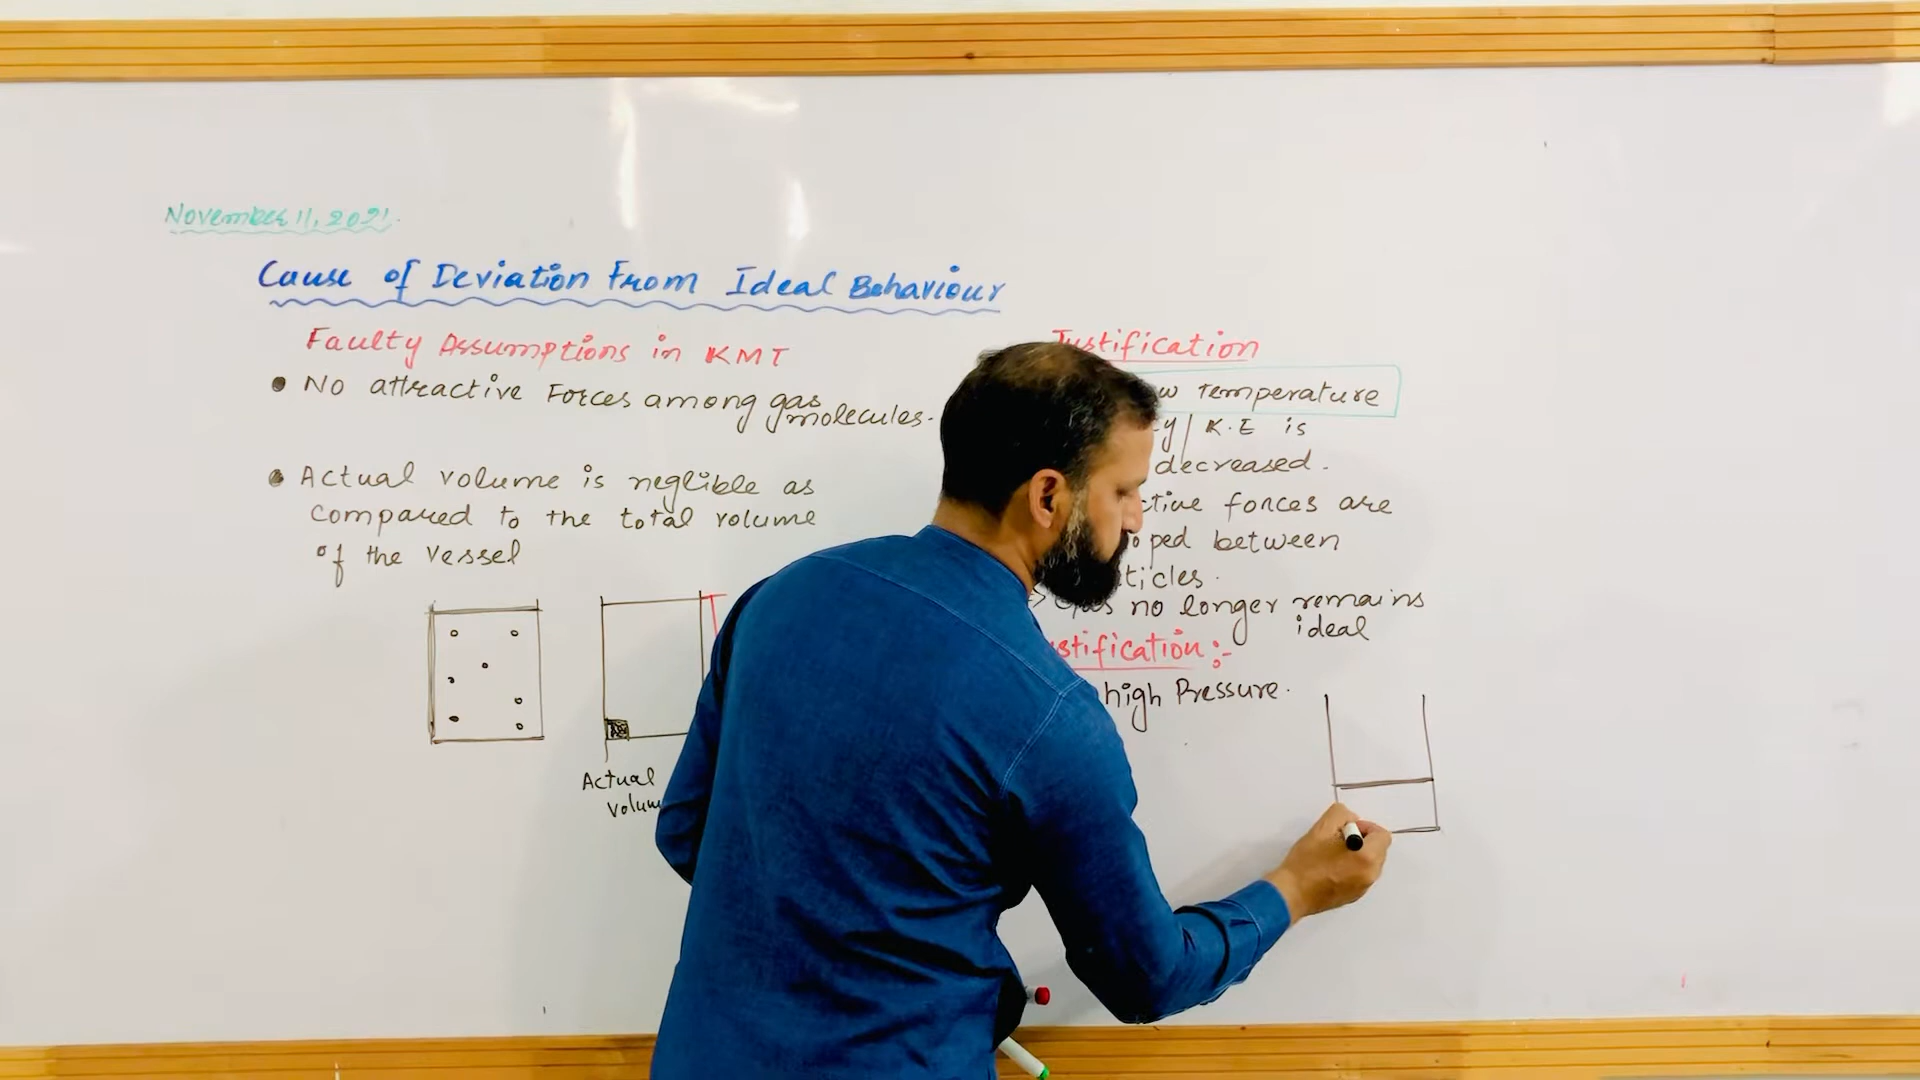 November 11, 2021.
Cause of Deviation From Ideal Behaviour
Faulty Assumptions in KMT
• No attractive Forces among gas
molecules.
• Actual volume is neglible as
compared to the total volume
of the vessel
Actual
Volum
Justification
w Temperature
y/ K.E is
decreased.
ctive forces are
ped between
ticles.
=> Gas no longer remains
ideal
stification :-
high Pressure.